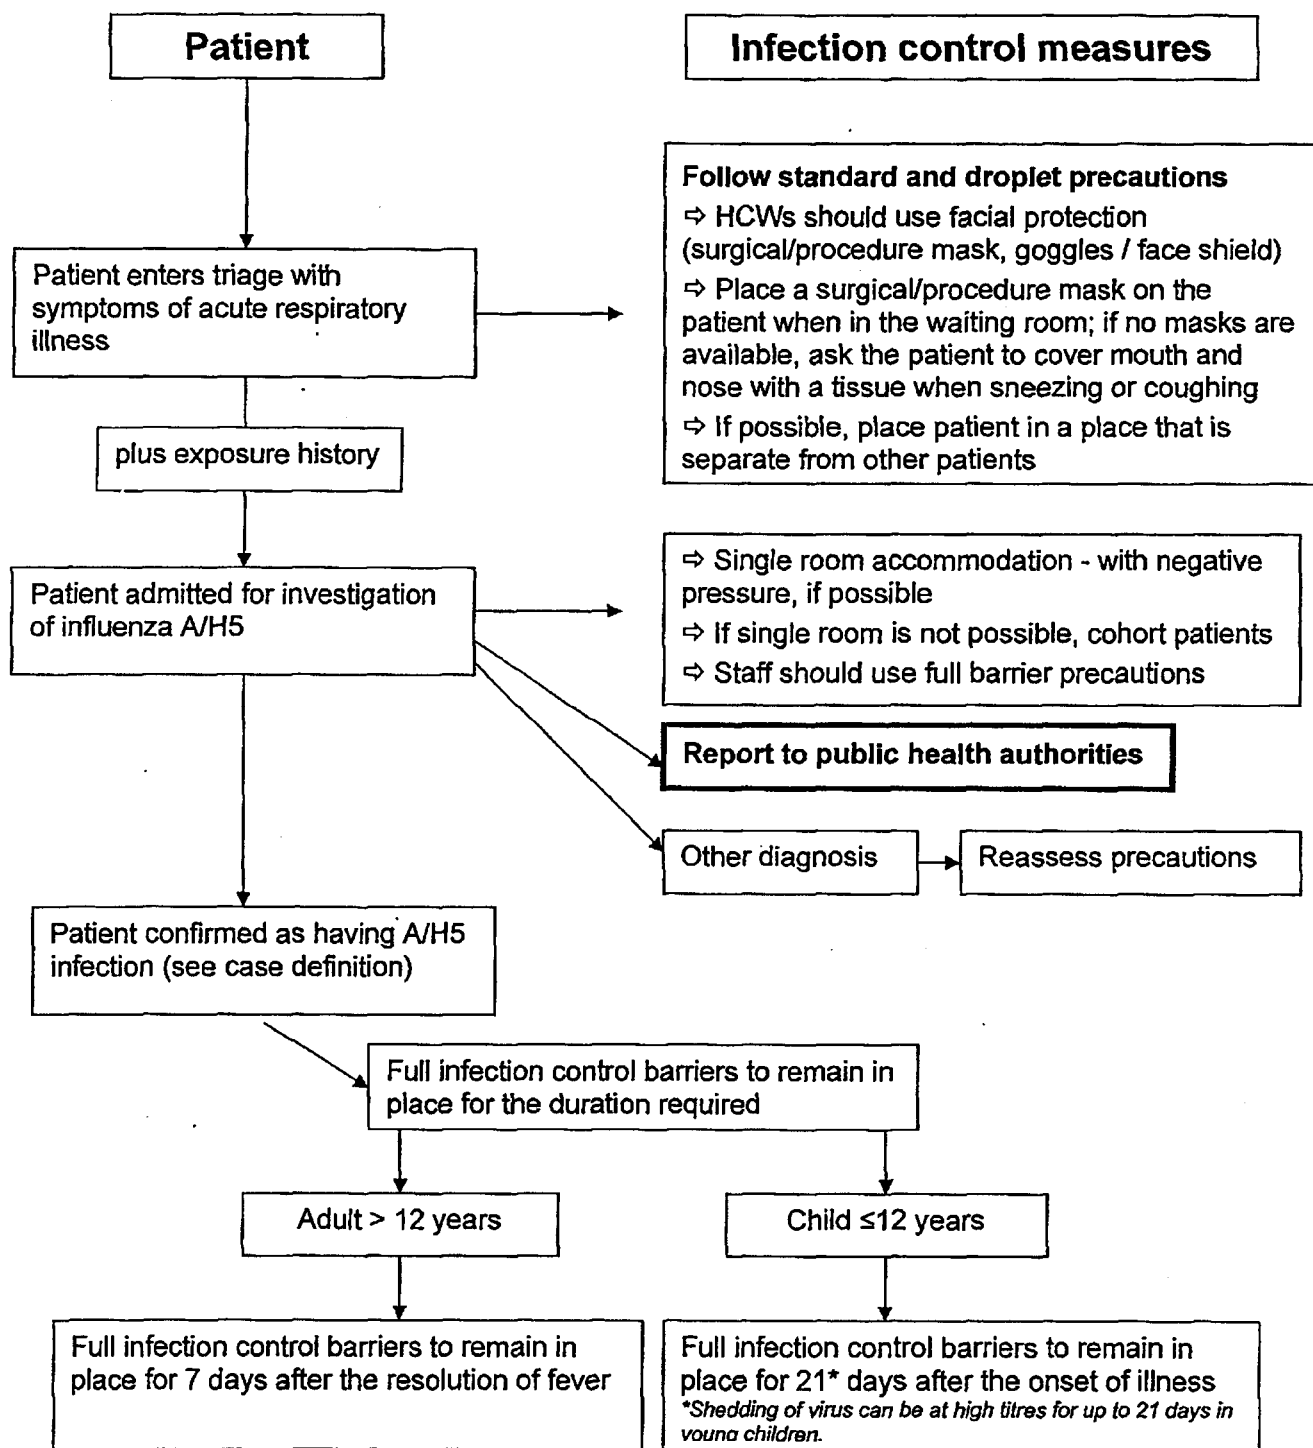 Patient
Infection control measures
Patient enters triage with
symptoms of acute respiratory
illness
Follow standard and droplet precautions
⇨ HCWs should use facial protection
(surgical/procedure mask, goggles / face shield)
⇨ Place a surgical/procedure mask on the
patient when in the waiting room; if no masks are
available, ask the patient to cover mouth and
nose with a tissue when sneezing or coughing
⇨ If possible, place patient in a place that is
separate from other patients
plus exposure history
Patient admitted for investigation
of influenza A/H5
⇨ Single room accommodation - with negative
pressure, if possible
⇨ If single room is not possible, cohort patients
⇨ Staff should use full barrier precautions
Report to public health authorities
Other diagnosis
Reassess precautions
Patient confirmed as having A/H5
infection (see case definition)
Full infection control barriers to remain in
place for the duration required
Adult > 12 years
Child ≤12 years
Full infection control barriers to remain in
place for 7 days after the resolution of fever
Full infection control barriers to remain in
place for 21* days after the onset of illness
*Shedding of virus can be at high titres for up to 21 days in
young children.